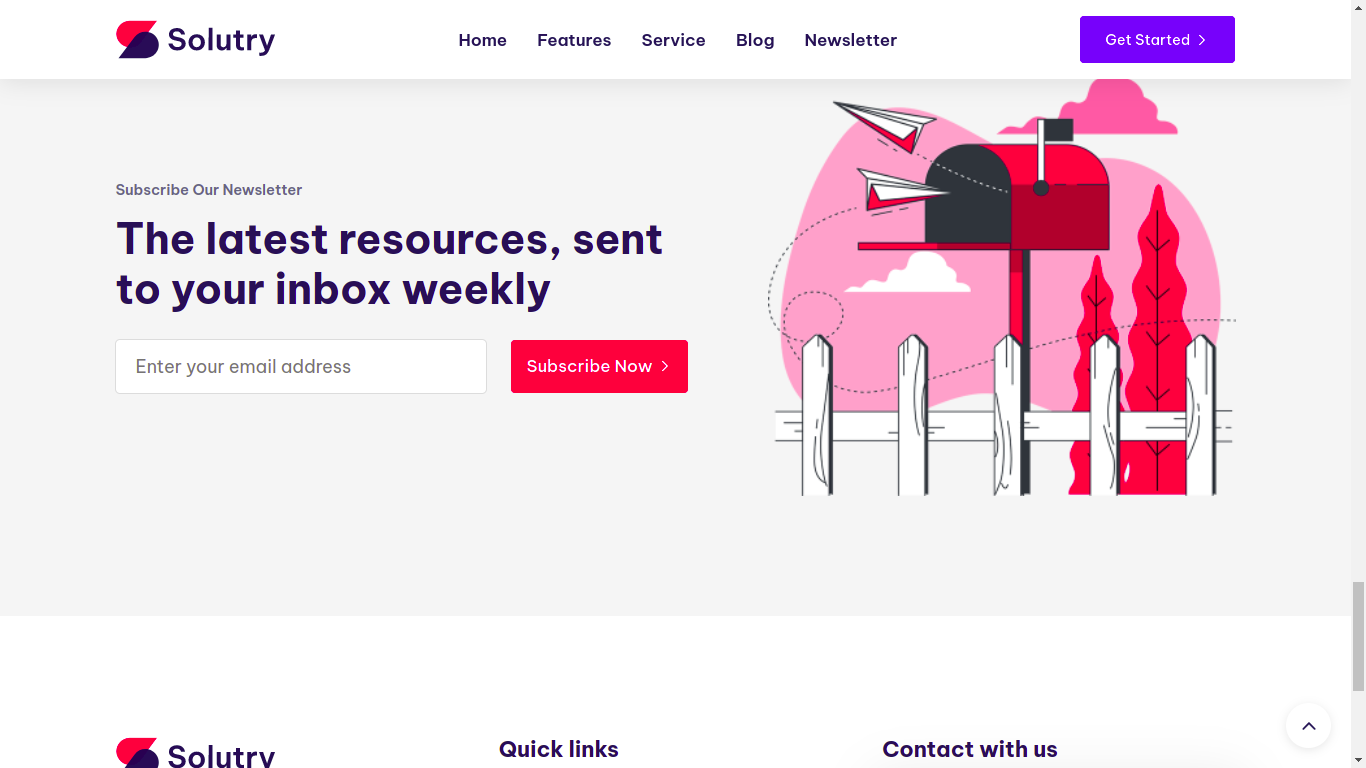 Solutry
Home Features Service Blog Newsletter
Get Started
Subscribe Our Newsletter
The latest resources, sent
to your inbox weekly
Enter your email address
Subscribe Now
Solutry
Quick links
Contact with us